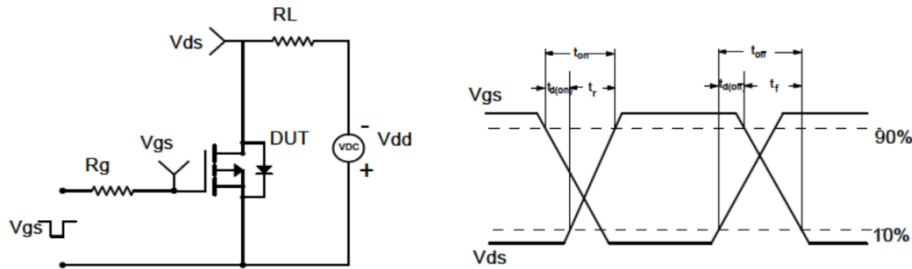 RL
Vds
Vgs
DUT
VDC
-
+
Vdd
Rg
Vgs
ton
toff
td(on)
tr
td(off)
tf
Vgs
90%
10%
Vds